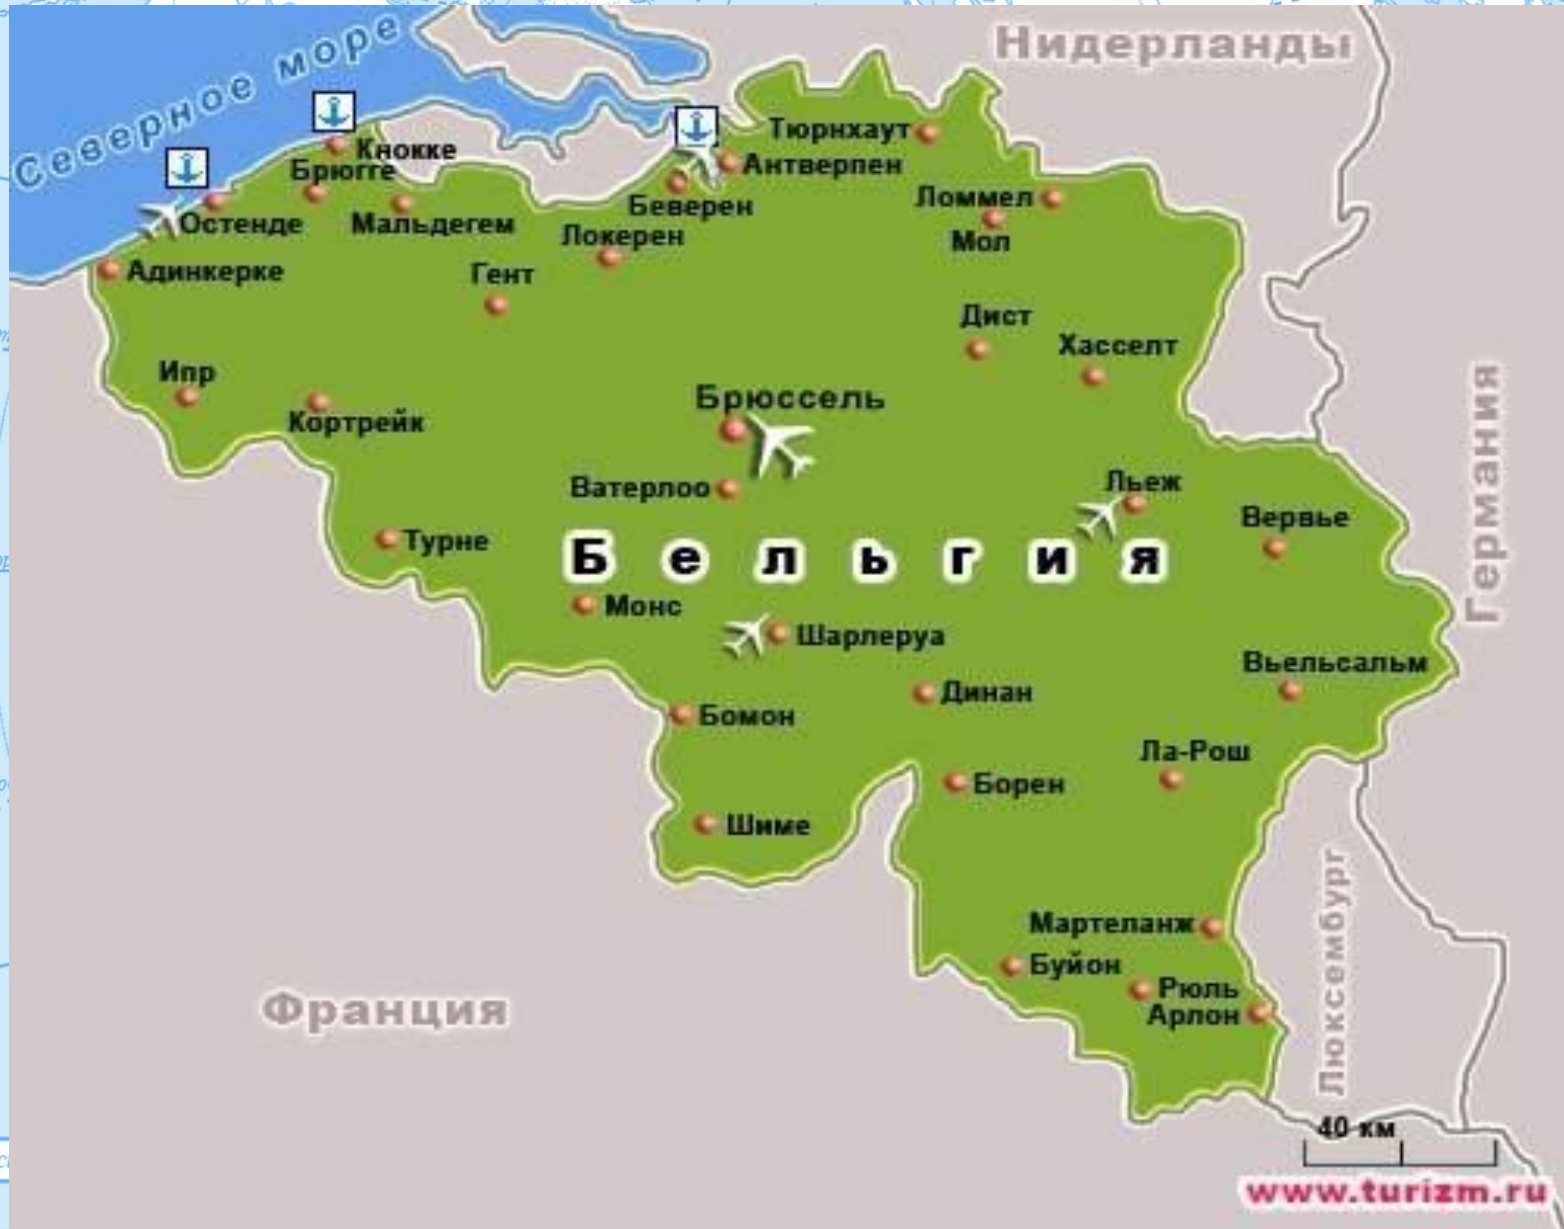 Нидерланды
Северное море
Кнокке
Тюрнхаут
Антверпен
Брюгге
Остенде
Мальдегем
Беверен
Ломмел
Локерен
Мол
Адинкерке
Гент
Дист
Хасселт
Ипр
Кортрейк
Брюссель
Германия
Ватерлоо
Льеж
Вервье
Турне
Бельгия
Монс
Шарлеруа
Вьельсальм
Динан
Бомон
Ла-Рош
Борен
Шиме
Мартеланж
Буйон
Рюль
Арлон
Франция
Люксембург
40 км
www.turizm.ru